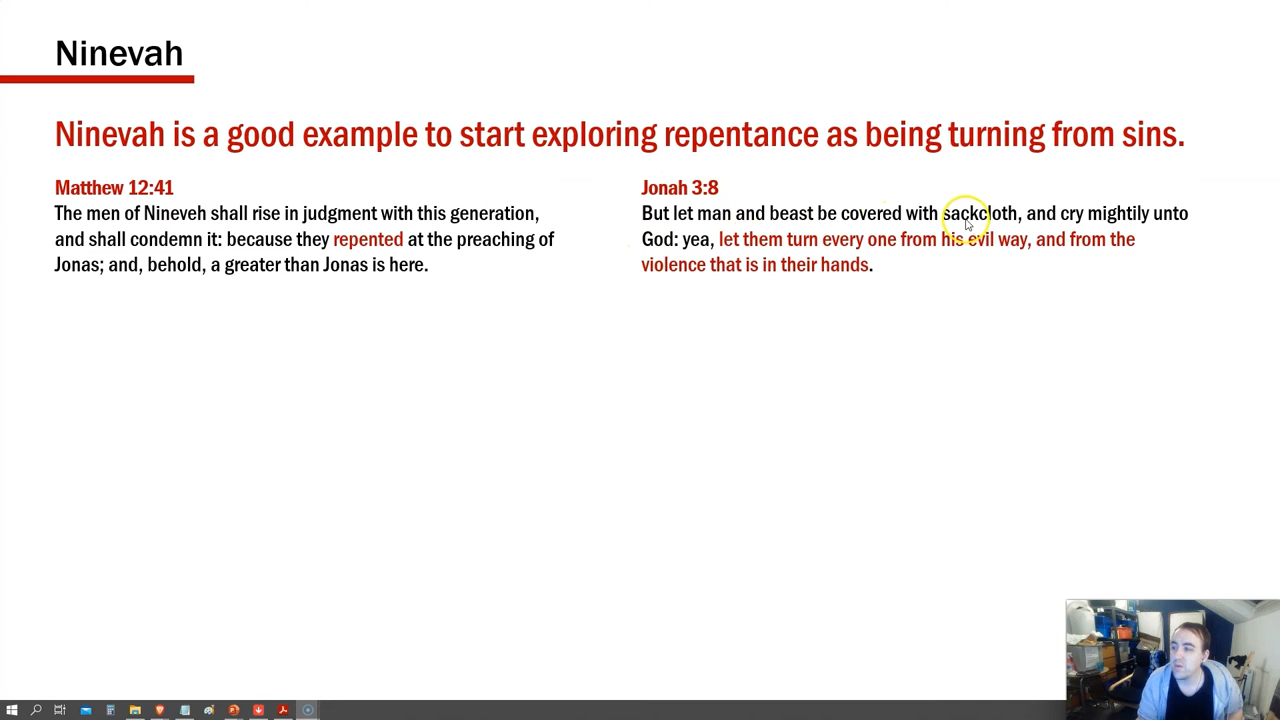 Ninevah
Ninevah is a good example to start exploring repentance as being turning from sins.
Matthew 12:41
The men of Nineveh shall rise in judgment with this generation,
and shall condemn it: because they repented at the preaching of
Jonas; and, behold, a greater than Jonas is here.
Jonah 3:8
But let man and beast be covered with sackcloth, and cry mightily unto
God: yea, let them turn every one from his evil way, and from the
violence that is in their hands.